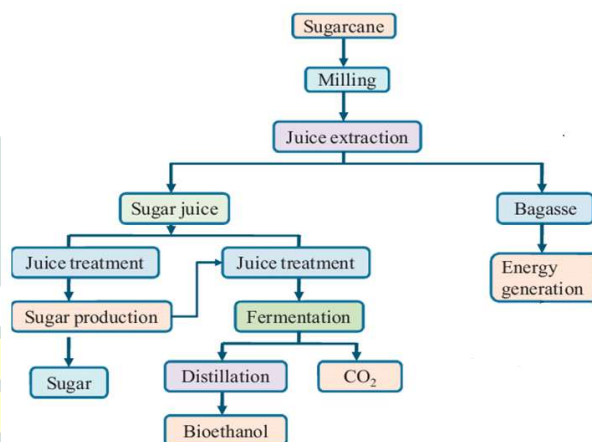 Sugarcane
Milling
Juice extraction
Sugar juice
Bagasse
Juice treatment
Juice treatment
Energy
generation
Sugar production
Fermentation
Sugar
Distillation
CO₂
Bioethanol